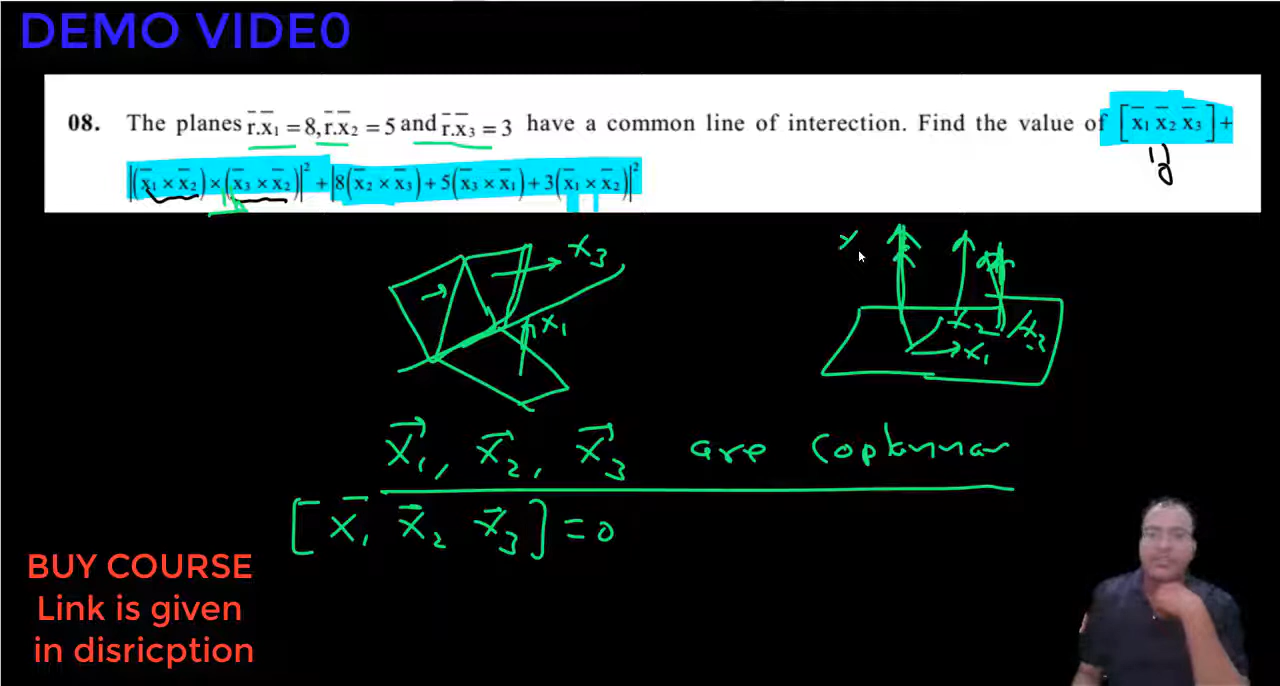 DEMO VIDEO
08. The planes r̄.x̄₁ = 8, r̄.x̄₂ = 5 and r̄.x̄₃ = 3 have a common line of interection. Find the value of [x̄₁ x̄₂ x̄₃] +
|(x̄₁ × x̄₂) × (x̄₃ × x̄₂)|² + |8(x̄₂ × x̄₃) + 5(x̄₃ × x̄₁) + 3(x̄₁ × x̄₂)|²
x₃
x₁
x₂
x₃
x₁
x⃗₁, x⃗₂, x⃗₃ are coplannar
[x̄₁ x̄₂ x̄₃] = 0
BUY COURSE
Link is given
in disricption